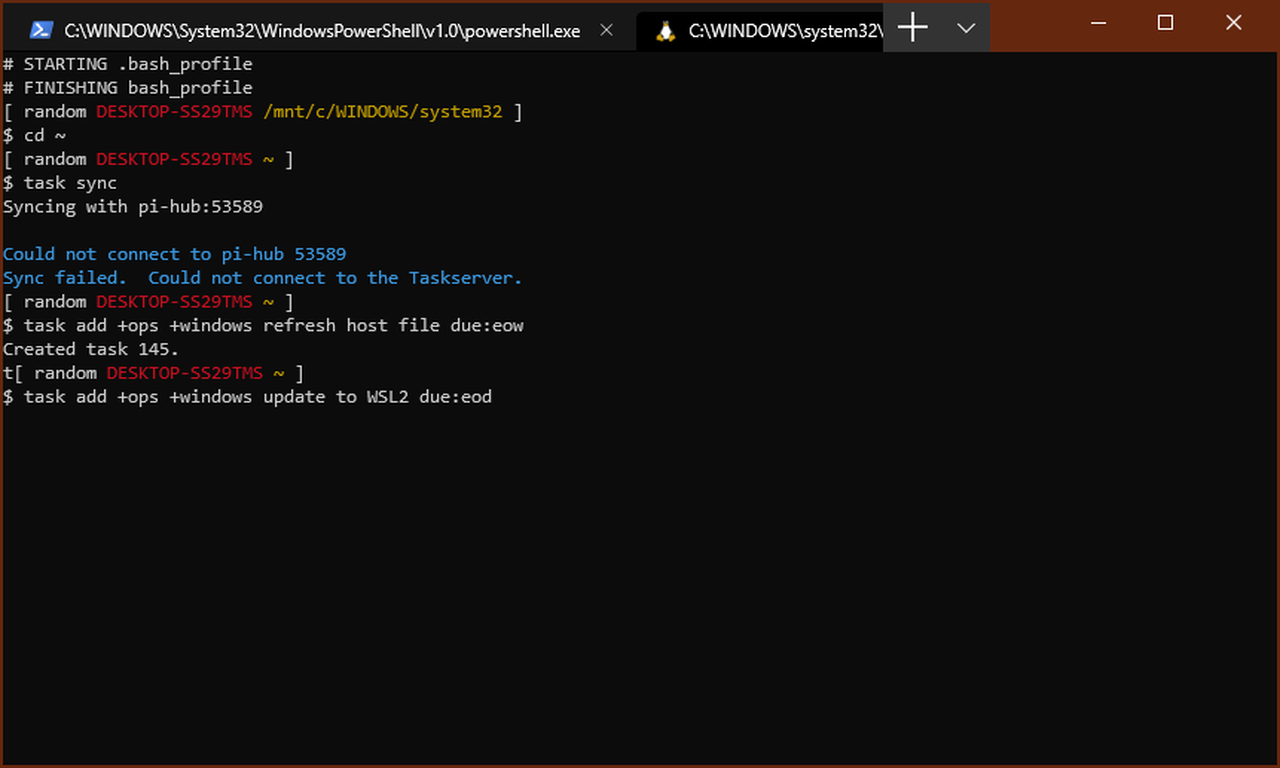 C:\WINDOWS\System32\WindowsPowerShell\v1.0\powershell.exe
C:\WINDOWS\system32\
# STARTING .bash_profile
# FINISHING bash_profile
[ random DESKTOP-SS29TMS /mnt/c/WINDOWS/system32 ]
$ cd ~
[ random DESKTOP-SS29TMS ~ ]
$ task sync
Syncing with pi-hub:53589
Could not connect to pi-hub 53589
Sync failed.  Could not connect to the Taskserver.
[ random DESKTOP-SS29TMS ~ ]
$ task add +ops +windows refresh host file due:eow
Created task 145.
t[ random DESKTOP-SS29TMS ~ ]
$ task add +ops +windows update to WSL2 due:eod